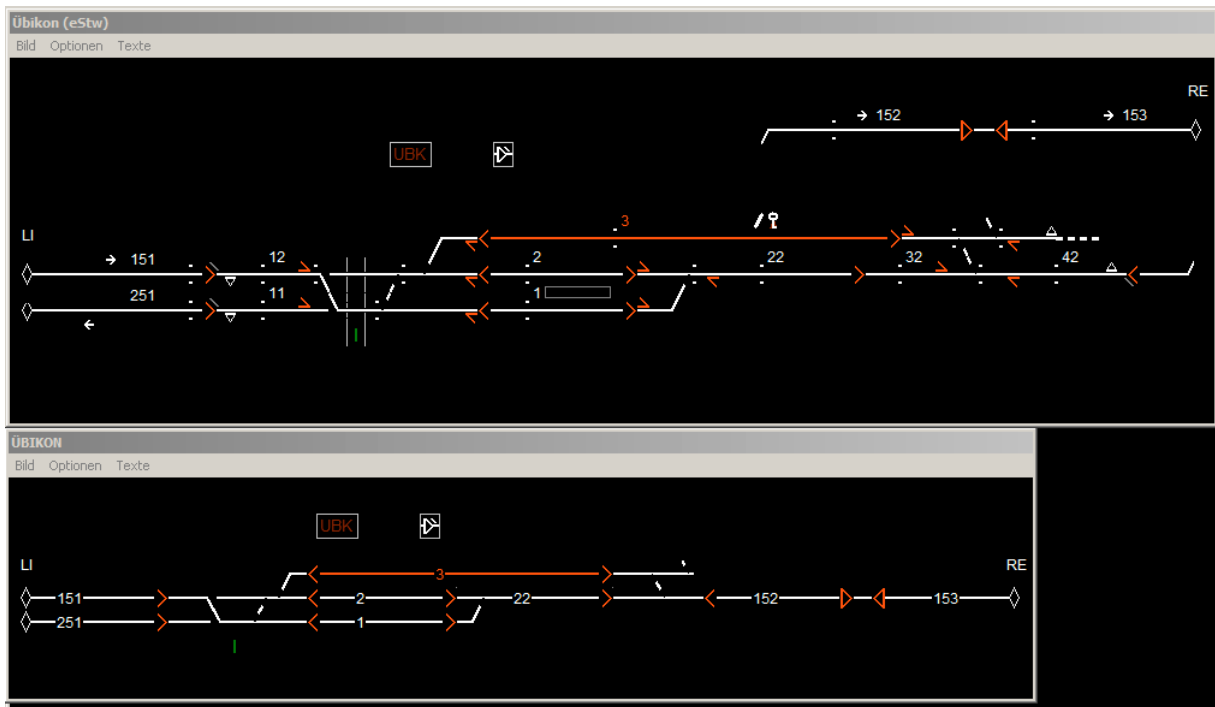 Übikon (eStw)
Bild Optionen Texte
RE
152 153
UBK
3
LI
151 12 2 22 32 42
251 11 1
ÜBIKON
Bild Optionen Texte
UBK
LI RE
3
151 2 22 152 153
251 1